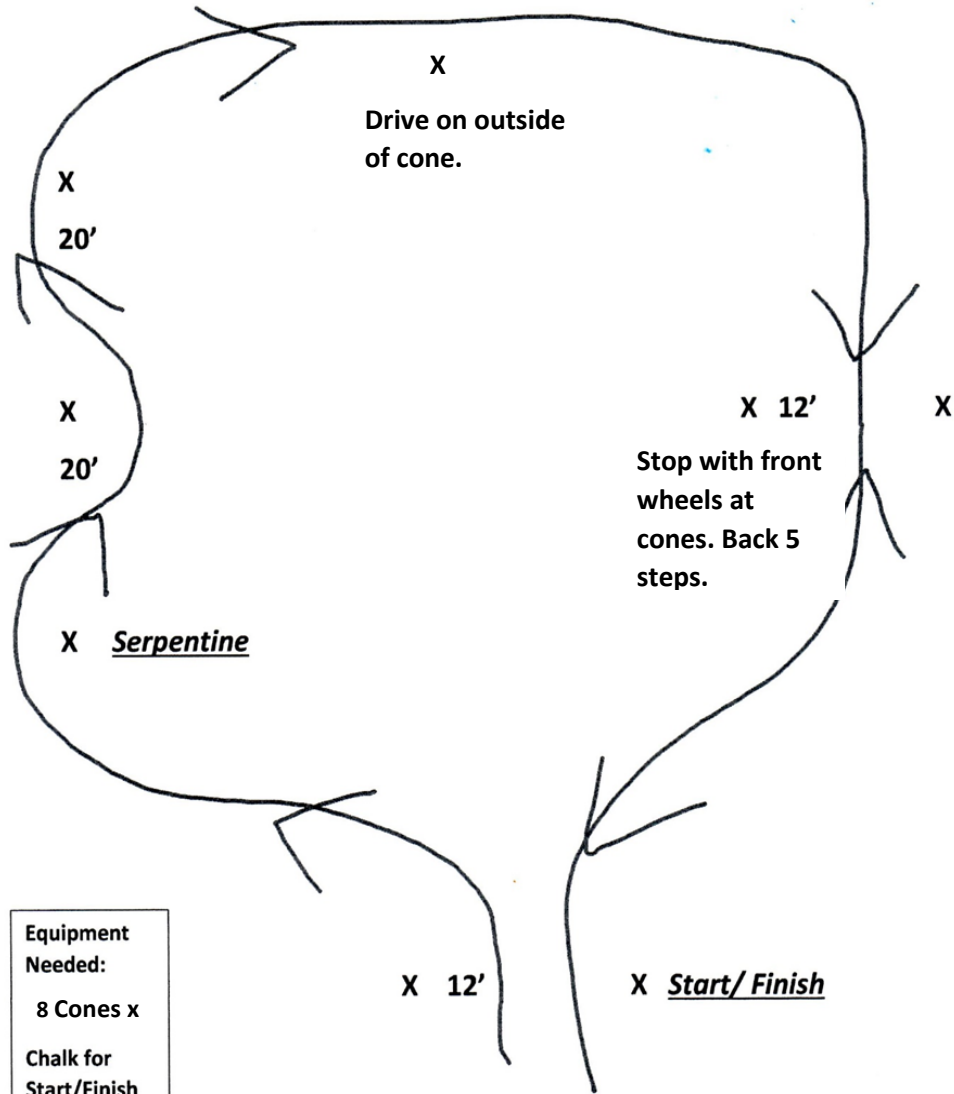 X
Drive on outside
of cone.
X
20'
X
20'
X 12' X
Stop with front
wheels at
cones. Back 5
steps.
X Serpentine
X 12' X Start/ Finish
Equipment
Needed:
8 Cones x
Chalk for
Start/Finish